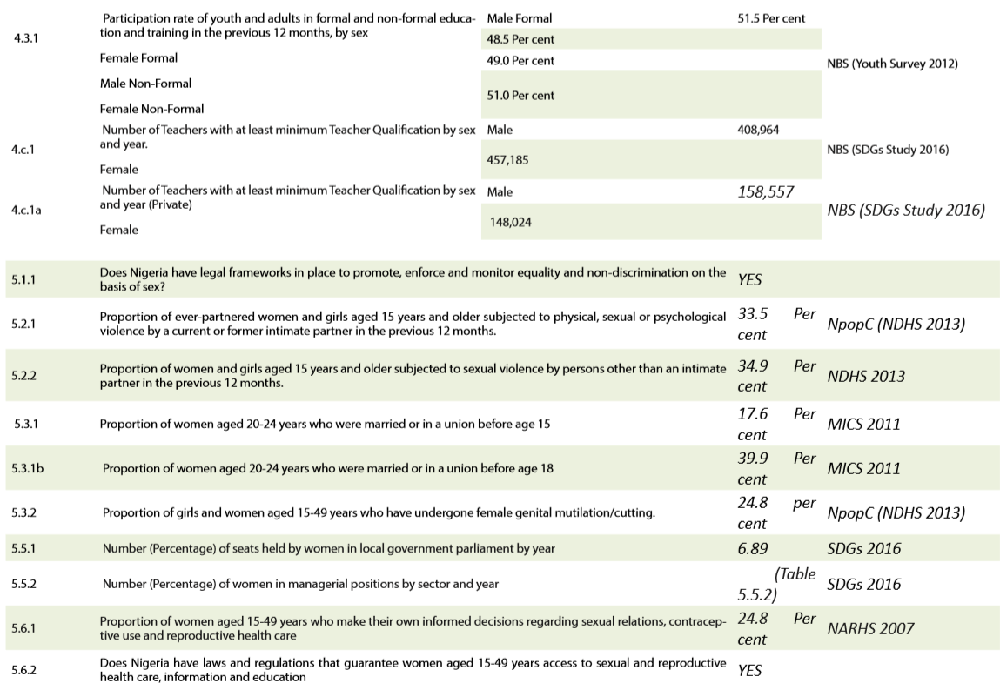 Participation rate of youth and adults in formal and non-formal educa- Male Formal 51.5 Per cent
4.3.1 tion and training in the previous 12 months, by sex
48.5 Per cent
Female Formal 49.0 Per cent
NBS (Youth Survey 2012)
Male Non-Formal
51.0 Per cent
Female Non-Formal
Number of Teachers with at least minimum Teacher Qualification by sex Male 408,964
and year.
4.c.1 NBS (SDGs Study 2016)
457,185
Female
Number of Teachers with at least minimum Teacher Qualification by sex Male 158,557
and year (Private)
4.c.1a NBS (SDGs Study 2016)
148,024
Female
Does Nigeria have legal frameworks in place to promote, enforce and monitor equality and non-discrimination on the
5.1.1 YES
basis of sex?
Proportion of ever-partnered women and girls aged 15 years and older subjected to physical, sexual or psychological 33.5 Per
5.2.1 NpopC (NDHS 2013)
violence by a current or former intimate partner in the previous 12 months. cent
Proportion of women and girls aged 15 years and older subjected to sexual violence by persons other than an intimate 34.9 Per
5.2.2 NDHS 2013
partner in the previous 12 months. cent
17.6 Per
5.3.1 Proportion of women aged 20-24 years who were married or in a union before age 15 MICS 2011
cent
39.9 Per
5.3.1b Proportion of women aged 20-24 years who were married or in a union before age 18 MICS 2011
cent
24.8 per
5.3.2 Proportion of girls and women aged 15-49 years who have undergone female genital mutilation/cutting. NpopC (NDHS 2013)
cent
5.5.1 Number (Percentage) of seats held by women in local government parliament by year 6.89 SDGs 2016
(Table
5.5.2 Number (Percentage) of women in managerial positions by sector and year SDGs 2016
5.5.2)
Proportion of women aged 15-49 years who make their own informed decisions regarding sexual relations, contracep- 24.8 Per
5.6.1 NARHS 2007
tive use and reproductive health care cent
Does Nigeria have laws and regulations that guarantee women aged 15-49 years access to sexual and reproductive
5.6.2 YES
health care, information and education